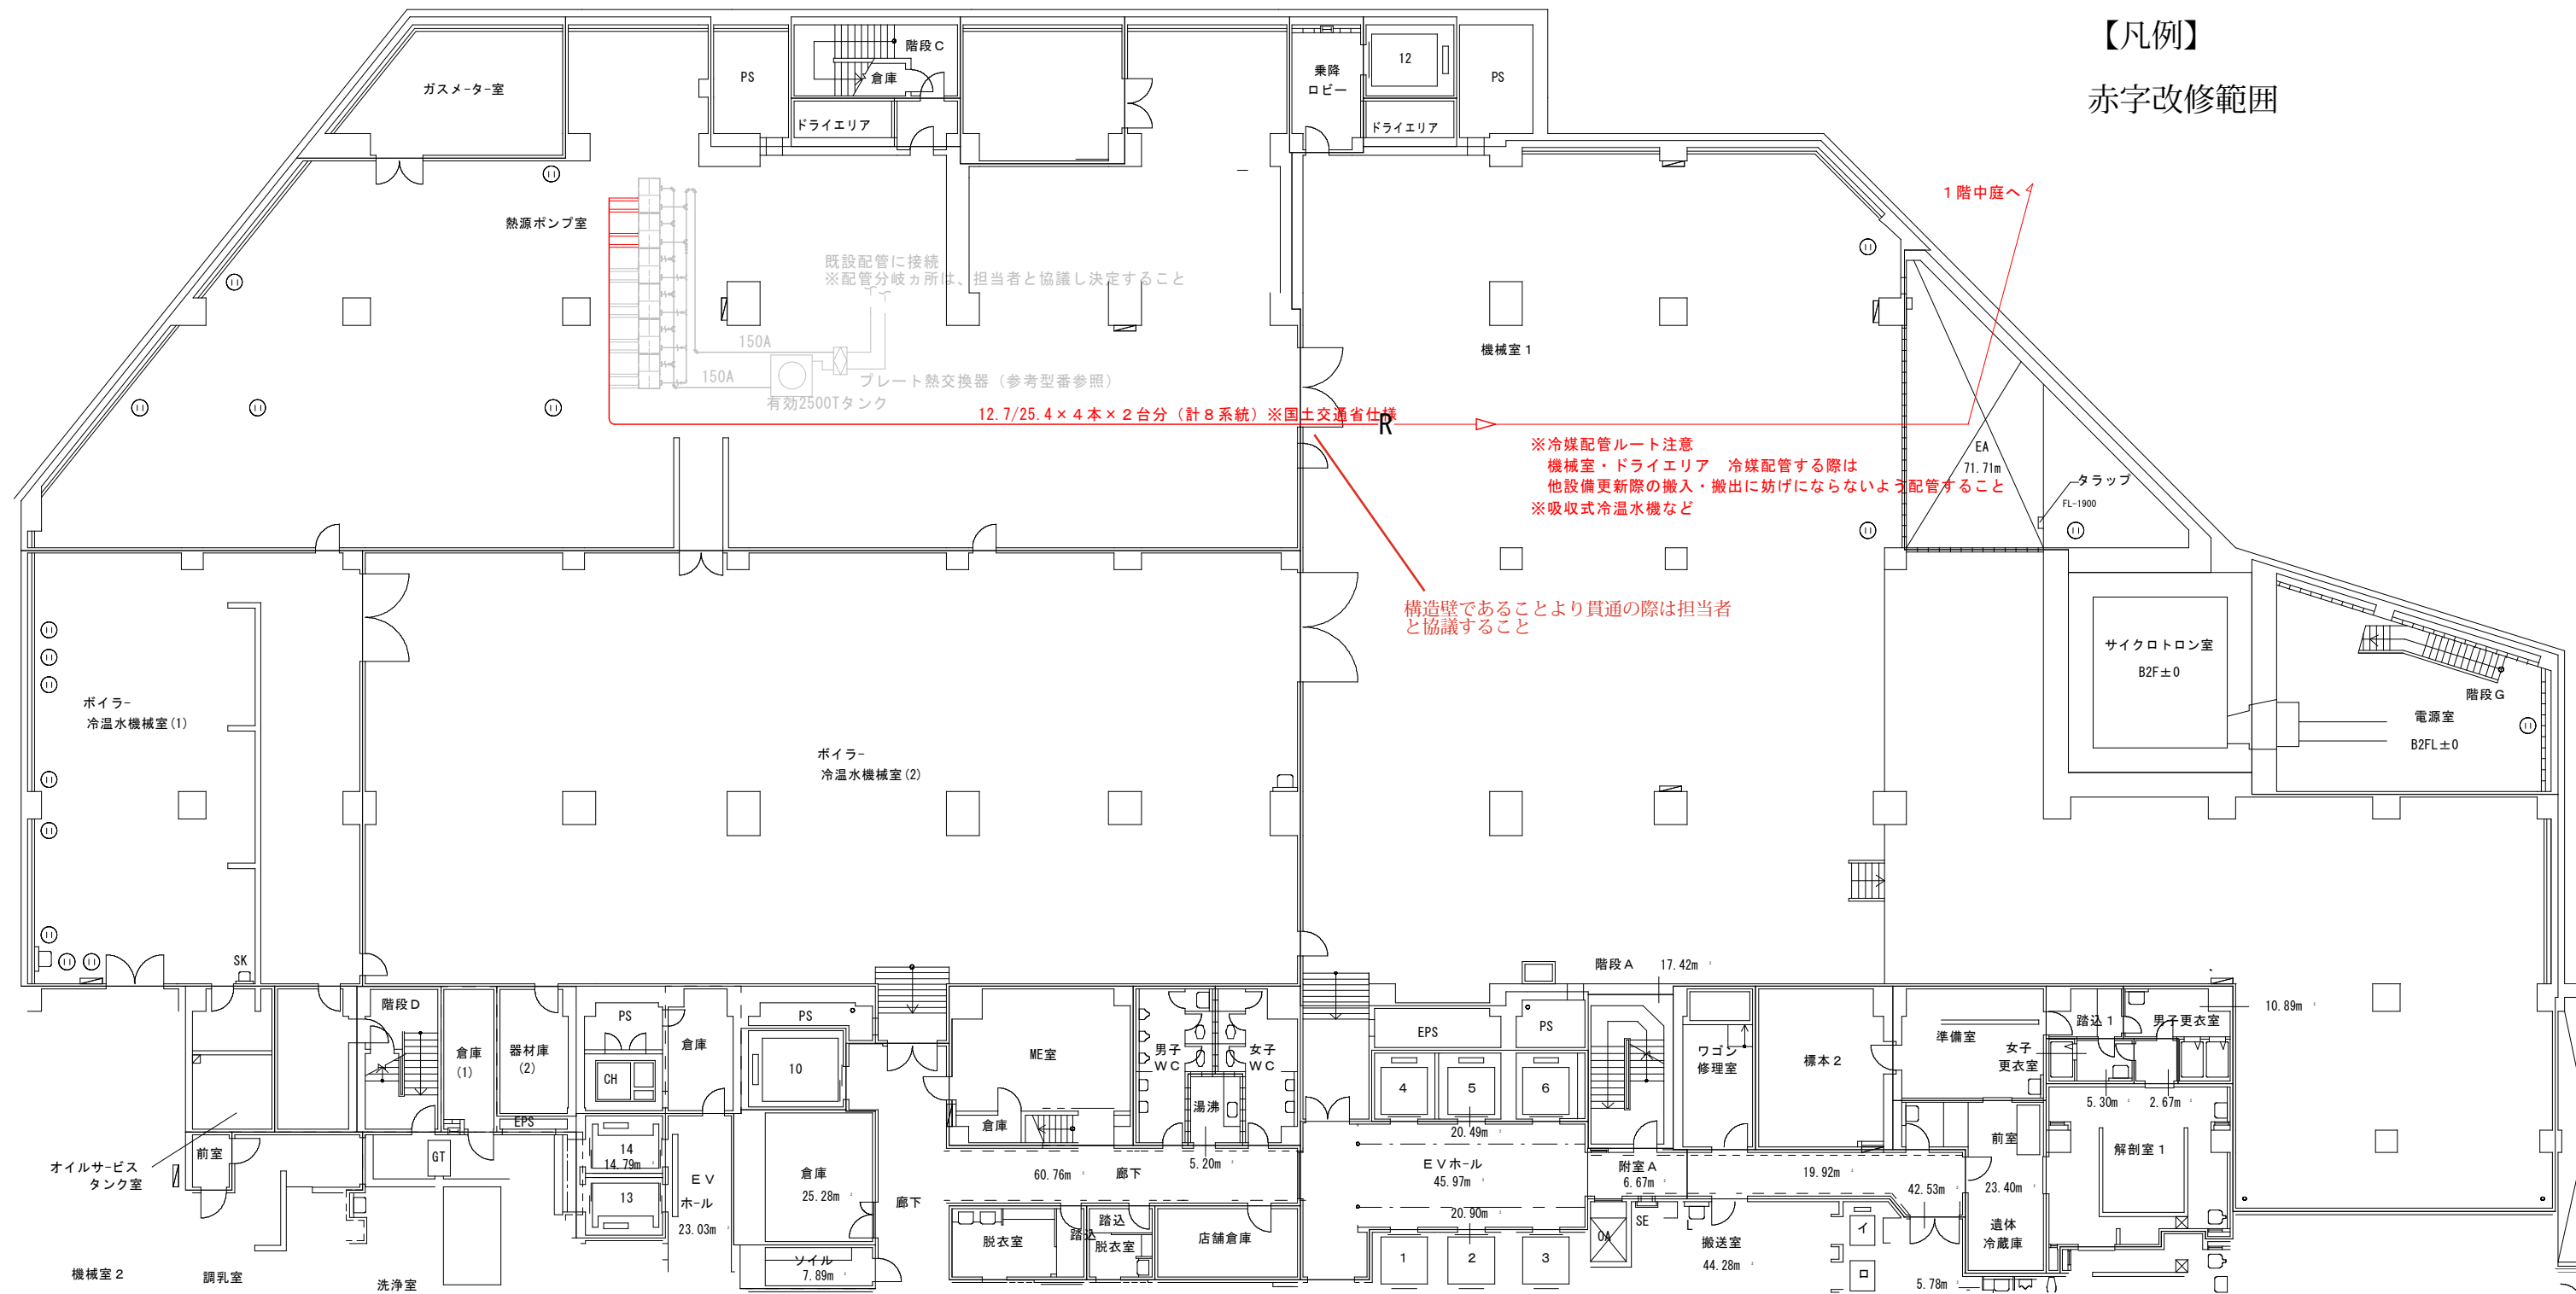 【凡例】
赤字改修範囲
階段C
PS
倉庫
12
乗降
ロビー
PS
ガスメーター室
ドライエリア
ドライエリア
1階中庭へ
熱源ポンプ室
既設配管に接続
※配管分岐ヵ所は、担当者と協議し決定すること
150A
機械室1
150A
プレート熱交換器（参考型番参照）
有効2500Tタンク
12.7/25.4×4本×2台分（計8系統）※国土交通省仕様
R
※冷媒配管ルート注意
機械室・ドライエリア　冷媒配管する際は
他設備更新際の搬入・搬出に妨げにならないよう配管すること
※吸収式冷温水機など
EA
71.71m
タラップ
FL-1900
構造壁であることより貫通の際は担当者
と協議すること
サイクロトロン室
B2F±0
階段G
電源室
B2FL±0
ボイラー
冷温水機械室(1)
ボイラー
冷温水機械室(2)
SK
階段A
17.42m²
階段D
PS
PS
EPS
PS
10.89m²
踏込1
男子更衣室
倉庫
(1)
器材庫
(2)
倉庫
ME室
男子
WC
女子
WC
ワゴン
修理室
標本2
準備室
女子
更衣室
CH
10
4
5
6
湯沸
5.30m²
2.67m²
EPS
倉庫
20.49m²
14
14.79m²
前室
GT
前室
解剖室1
オイルサービス
タンク室
EV
ホール
23.03m²
倉庫
25.28m²
60.76m²
廊下
5.20m²
EVホール
45.97m²
附室A
6.67m²
19.92m²
42.53m²
23.40m²
13
廊下
20.90m²
踏込
踏込
脱衣室
脱衣室
店舗倉庫
OA
SE
搬送室
44.28m²
イ
ロ
遺体
冷蔵庫
ソイル
7.89m²
1
2
3
機械室2
調乳室
洗浄室
5.78m²